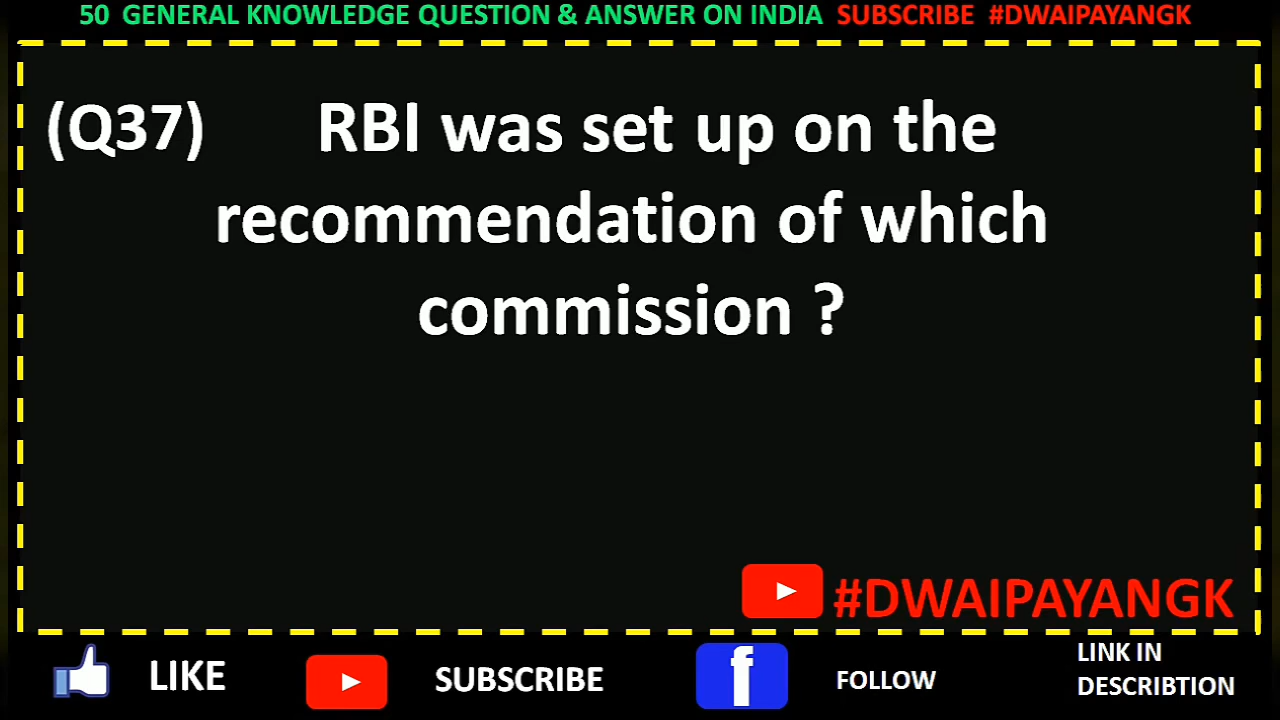 50 GENERAL KNOWLEDGE QUESTION & ANSWER ON INDIA SUBSCRIBE #DWAIPAYANGK
(Q37) RBI was set up on the
recommendation of which
commission ?
#DWAIPAYANGK
LIKE SUBSCRIBE f FOLLOW LINK IN
DESCRIBTION